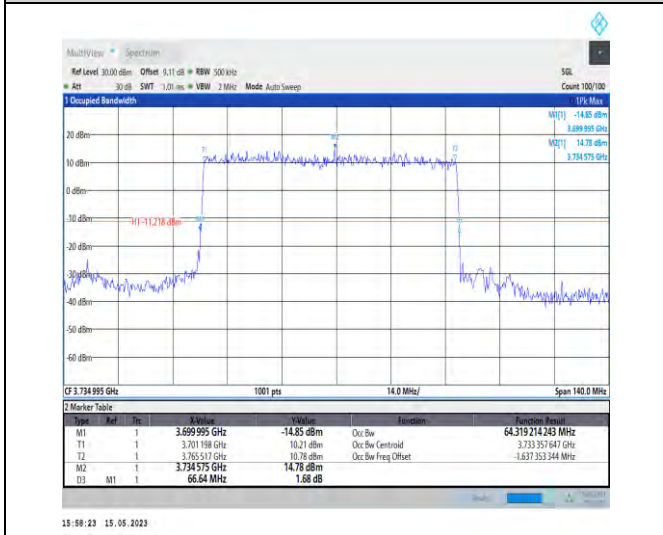 MultiView Spectrum
Ref Level 30.00 dBm Offset 9.11 dB RBW 500 kHz SGL
Att 30 dB SWT 1.01 ms VBW 2 MHz Mode Auto Sweep Count 100/100
1 Occupied Bandwidth 1Pk Max
M1[1] -14.85 dBm
3.699 995 GHz
20 dBm
M2[1] 14.78 dBm
3.734 575 GHz
M2
T1
T2
10 dBm
0 dBm
-10 dBm
H1 -11.218 dBm
-20 dBm
-30 dBm
-40 dBm
-50 dBm
-60 dBm
CF 3.734 995 GHz 1001 pts 14.0 MHz/ Span 140.0 MHz
2 Marker Table
Type Ref Trc X-Value Y-Value Function Function Result
M1 1 3.699 995 GHz -14.85 dBm Occ Bw 64.319 214 243 MHz
T1 1 3.701 198 GHz 10.21 dBm Occ Bw Centroid 3.733 357 647 GHz
T2 1 3.765 517 GHz 10.78 dBm Occ Bw Freq Offset -1.637 353 344 MHz
M2 1 3.734 575 GHz 14.78 dBm
D3 M1 1 66.64 MHz 1.68 dB
15:58:23 15.05.2023